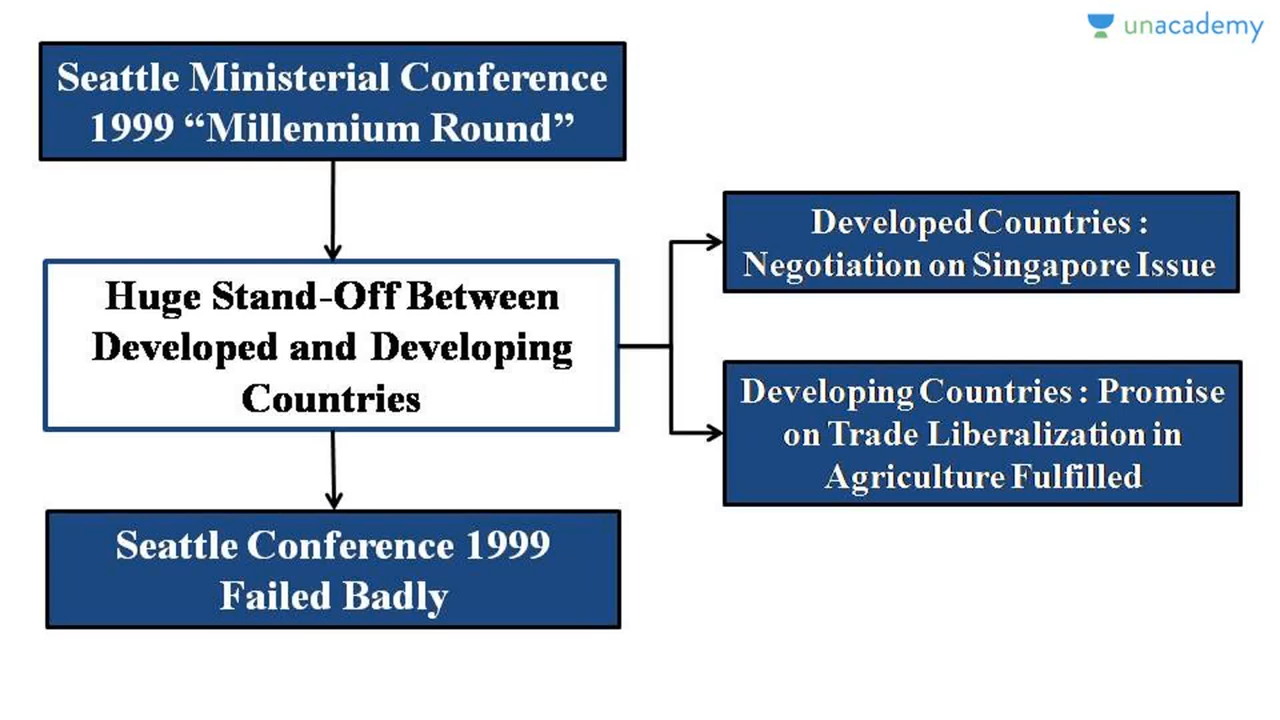 unacademy
Seattle Ministerial Conference
1999 “Millennium Round”
Huge Stand-Off Between
Developed and Developing
Countries
Developed Countries :
Negotiation on Singapore Issue
Developing Countries : Promise
on Trade Liberalization in
Agriculture Fulfilled
Seattle Conference 1999
Failed Badly